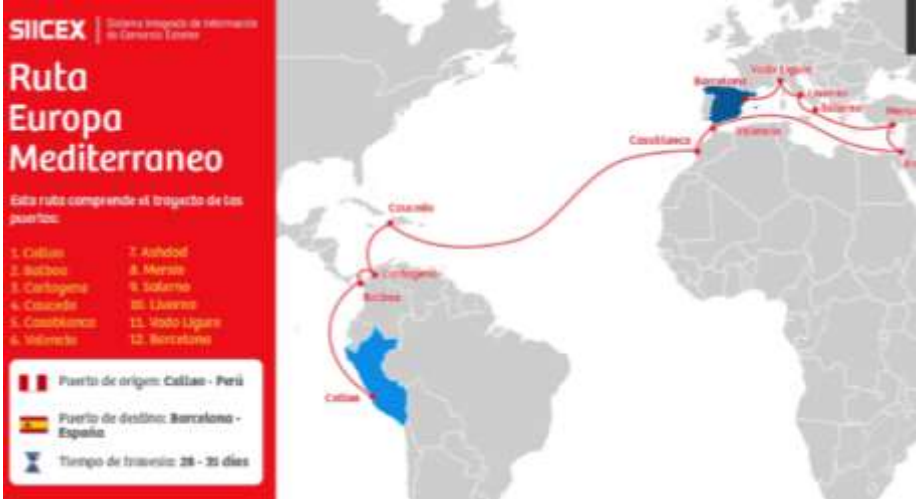 SIICEX
Sistema Integrado de Información
de Comercio Exterior
Ruta
Europa
Mediterraneo
Esta ruta comprende el trayecto de los
puertos:
1. Callao
2. Balboa
3. Cartagena
4. Caucedo
5. Casablanca
6. Valencia
7. Ashdod
8. Mersin
9. Salerno
10. Livorno
11. Vado Ligure
12. Barcelona
Puerto de origen: Callao - Perú
Puerto de destino: Barcelona -
España
Tiempo de travesía: 28 - 31 días
Vado Ligure
Barcelona
Livorno
Salerno
Valencia
Casablanca
Caucedo
Cartagena
Balboa
Callao